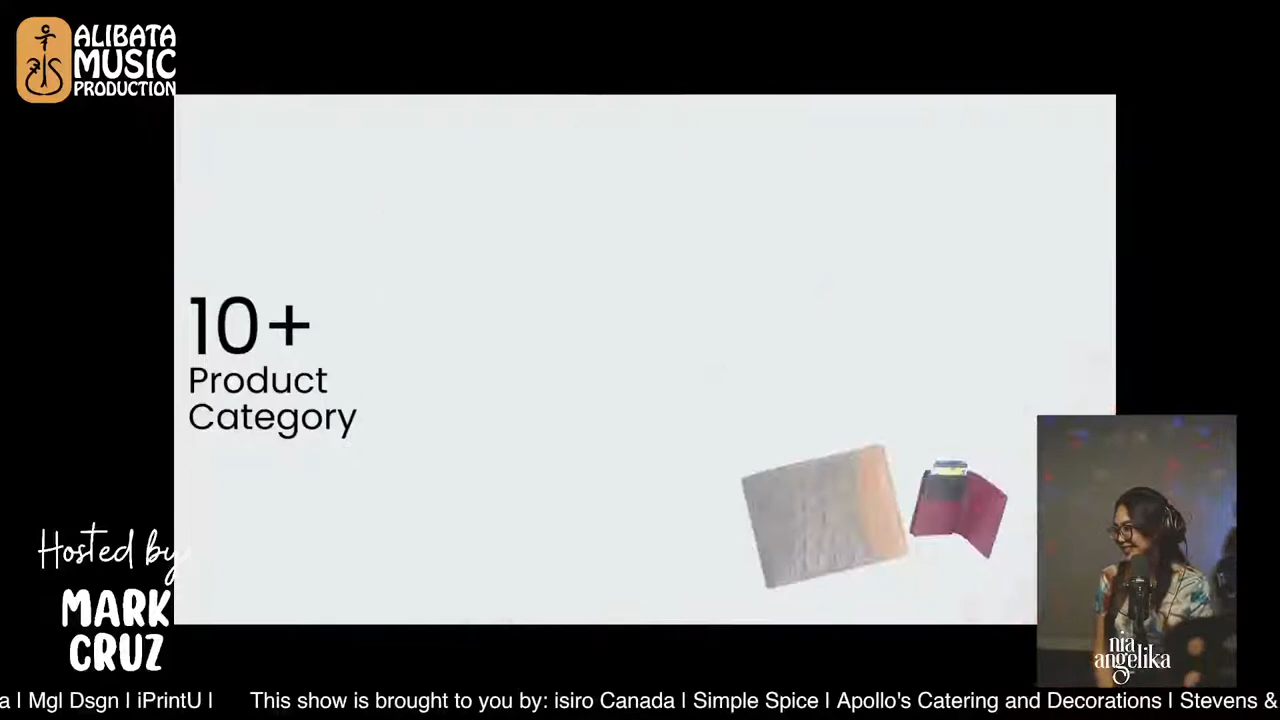 ALIBATA
MUSIC
PRODUCTION
10+
Product
Category
Hosted by
MARK
CRUZ
nia
angelika
a | Mgl Dsgn | iPrintU | This show is brought to you by: isiro Canada | Simple Spice | Apollo's Catering and Decorations | Stevens &